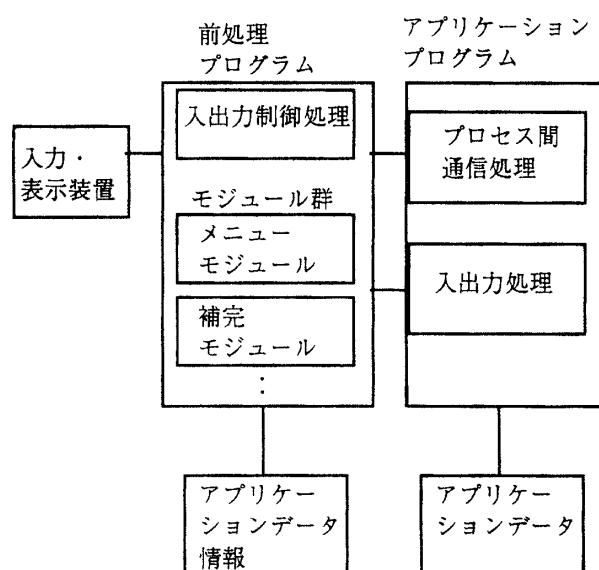 前処理
プログラム
アプリケーション
プログラム
入出力制御処理
プロセス間
通信処理
入力・
表示装置
モジュール群
メニュー
モジュール
入出力処理
補完
モジュール
⋮
アプリケー
ションデータ
情報
アプリケー
ションデータ